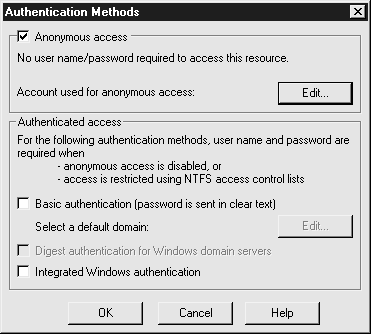 Authentication Methods
Anonymous access
No user name/password required to access this resource.
Account used for anonymous access:
Edit...
Authenticated access
For the following authentication methods, user name and password are
required when
- anonymous access is disabled, or
- access is restricted using NTFS access control lists
Basic authentication (password is sent in clear text)
Select a default domain:
Edit...
Digest authentication for Windows domain servers
Integrated Windows authentication
OK
Cancel
Help